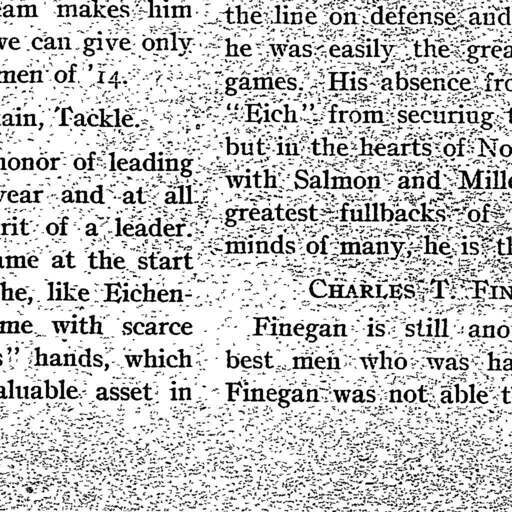 eam makes him
we can give only
men of '14.
ain, Tackle.
honor of leading
year and at all
rit of a leader.
ame at the start
he, like Eichen-
me with scarce
s" hands, which
aluable asset in
the line on defense and
he was easily the grea
games. His absence fro
"Eich" from securing t
but in the hearts of No
with Salmon and Mille
greatest fullbacks of
minds of many, he is th
CHARLES T. FIN
Finegan is still ano
best men who was ha
Finegan was not able t